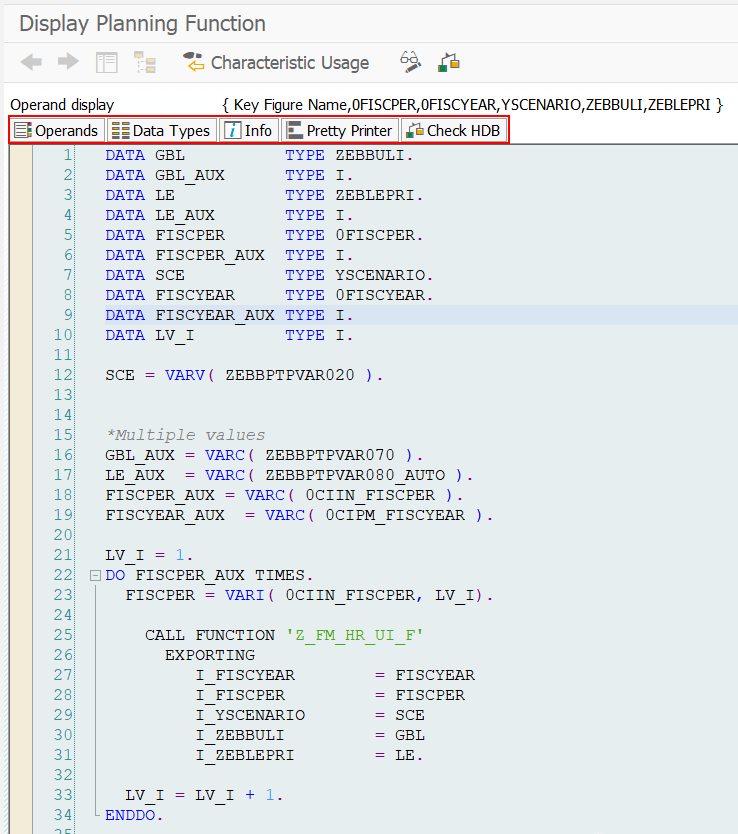 Display Planning Function
Characteristic Usage
Operand display { Key Figure Name,0FISCPER,0FISCYEAR,YSCENARIO,ZEBBULI,ZEBLEPRI }
Operands Data Types Info Pretty Printer Check HDB
1 DATA GBL TYPE ZEBBULI.
2 DATA GBL_AUX TYPE I.
3 DATA LE TYPE ZEBLEPRI.
4 DATA LE_AUX TYPE I.
5 DATA FISCPER TYPE 0FISCPER.
6 DATA FISCPER_AUX TYPE I.
7 DATA SCE TYPE YSCENARIO.
8 DATA FISCYEAR TYPE 0FISCYEAR.
9 DATA FISCYEAR_AUX TYPE I.
10 DATA LV_I TYPE I.
11
12 SCE = VARV( ZEBBPTPVAR020 ).
13
14
15 *Multiple values
16 GBL_AUX = VARC( ZEBBPTPVAR070 ).
17 LE_AUX = VARC( ZEBBPTPVAR080_AUTO ).
18 FISCPER_AUX = VARC( 0CIIN_FISCPER ).
19 FISCYEAR_AUX = VARC( 0CIPM_FISCYEAR ).
20
21 LV_I = 1.
22 DO FISCPER_AUX TIMES.
23 FISCPER = VARI( 0CIIN_FISCPER, LV_I).
24
25 CALL FUNCTION 'Z_FM_HR_UI_F'
26 EXPORTING
27 I_FISCYEAR = FISCYEAR
28 I_FISCPER = FISCPER
29 I_YSCENARIO = SCE
30 I_ZEBBULI = GBL
31 I_ZEBLEPRI = LE.
32
33 LV_I = LV_I + 1.
34 ENDDO.